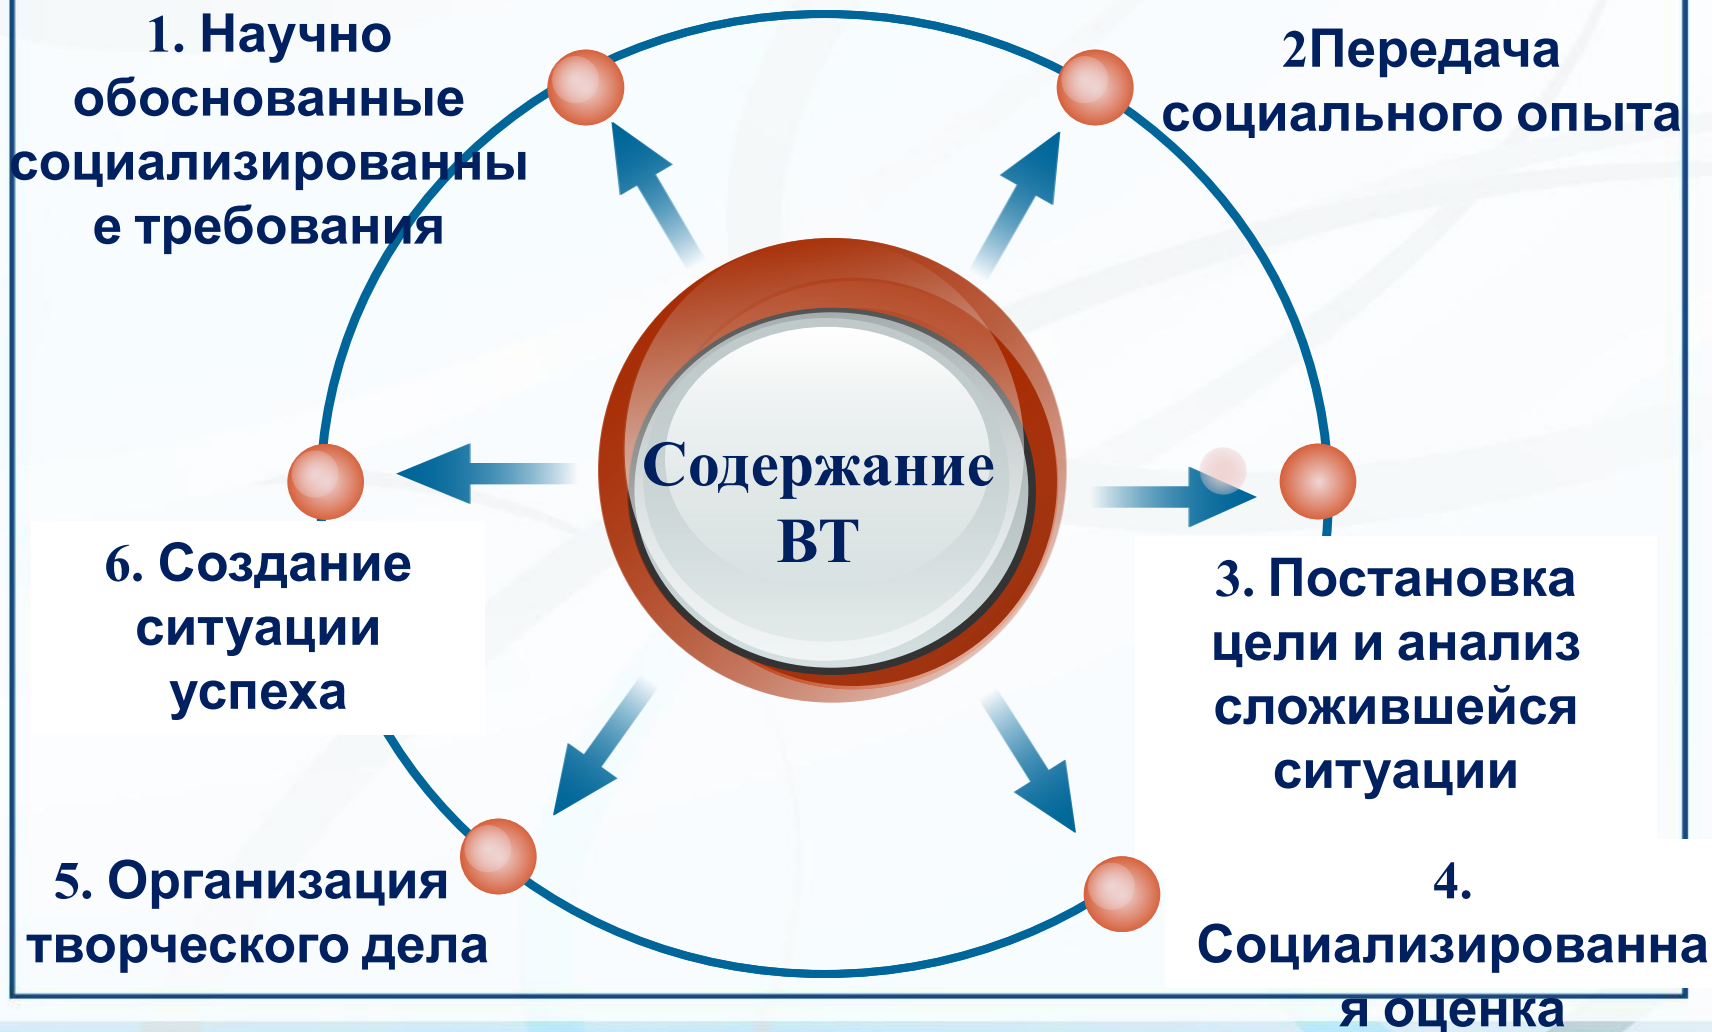 1. Научно
обоснованные
социализированны
е требования
2Передача
социального опыта
Содержание
ВТ
3. Постановка
цели и анализ
сложившейся
ситуации
4.
Социализированна
я оценка
5. Организация
творческого дела
6. Создание
ситуации
успеха